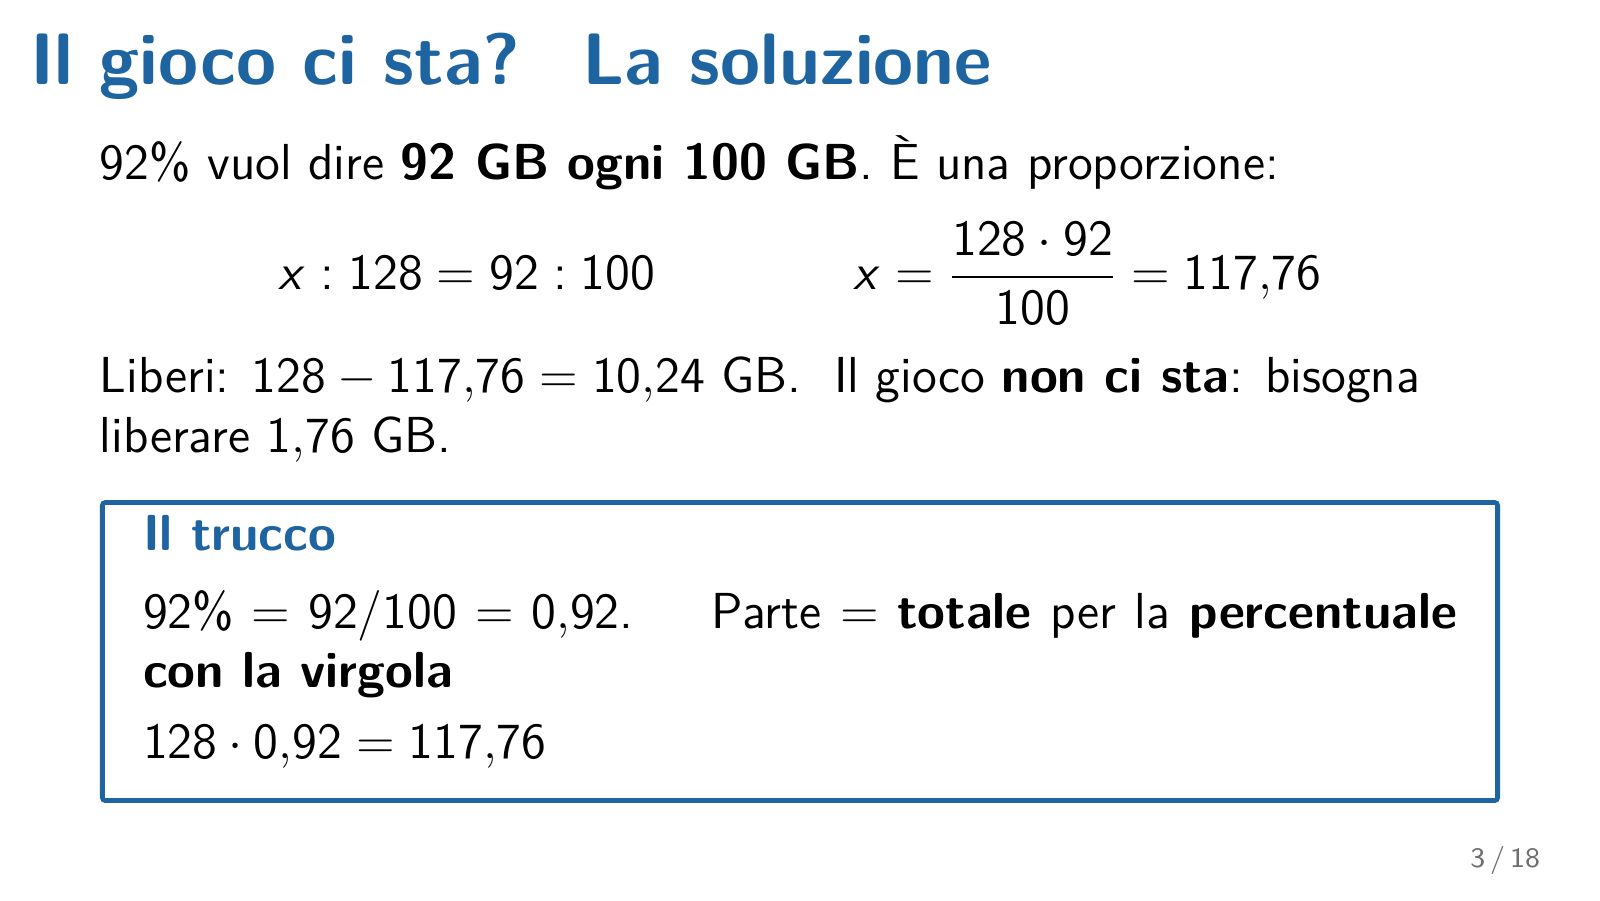 Il gioco ci sta? La soluzione
92% vuol dire 92 GB ogni 100 GB. È una proporzione:
x : 128 = 92 : 100
x = 128 · 92 / 100 = 117,76
Liberi: 128 − 117,76 = 10,24 GB. Il gioco non ci sta: bisogna
liberare 1,76 GB.
Il trucco
92% = 92/100 = 0,92. Parte = totale per la percentuale
con la virgola
128 · 0,92 = 117,76
3 / 18